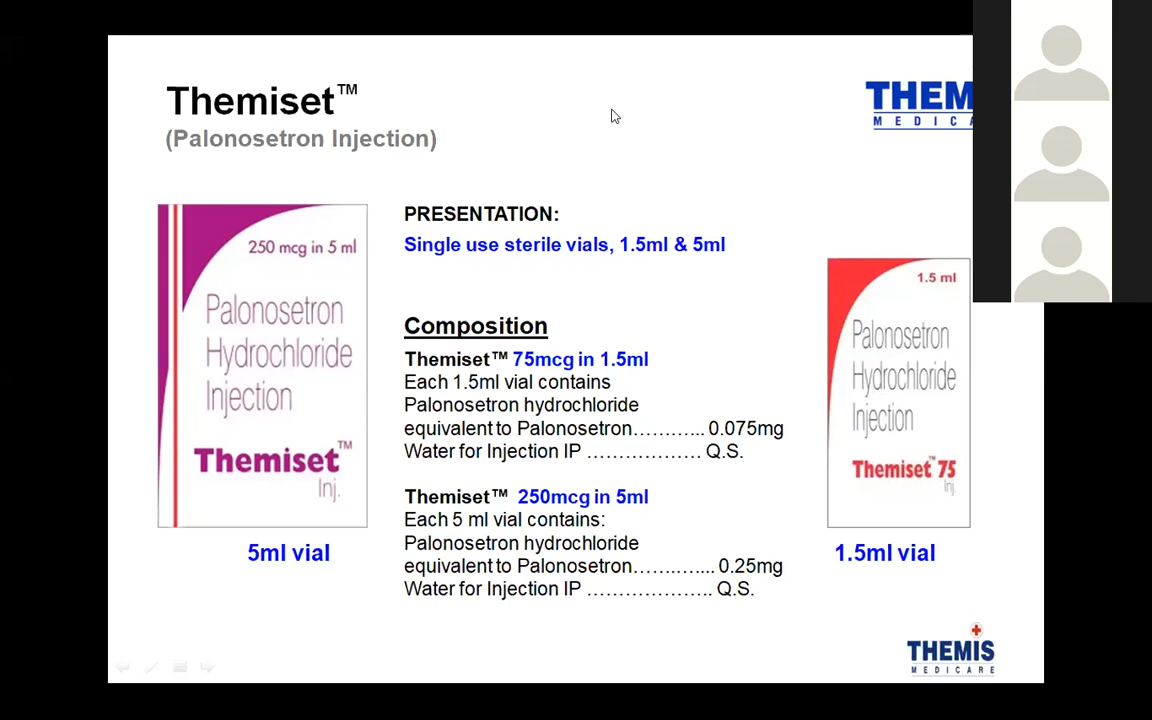 Themiset™
(Palonosetron Injection)
THEM
MEDICA
250 mcg in 5 ml
Palonosetron
Hydrochloride
Injection
Themiset™
Inj.
5ml vial
PRESENTATION:
Single use sterile vials, 1.5ml & 5ml
Composition
Themiset™ 75mcg in 1.5ml
Each 1.5ml vial contains
Palonosetron hydrochloride
equivalent to Palonosetron……….. 0.075mg
Water for Injection IP ……………… Q.S.
Themiset™ 250mcg in 5ml
Each 5 ml vial contains:
Palonosetron hydrochloride
equivalent to Palonosetron…….…... 0.25mg
Water for Injection IP ……………….. Q.S.
1.5 ml
Palonosetron
Hydrochloride
Injection
Themiset™ 75
Inj.
1.5ml vial
THEMIS
MEDICARE